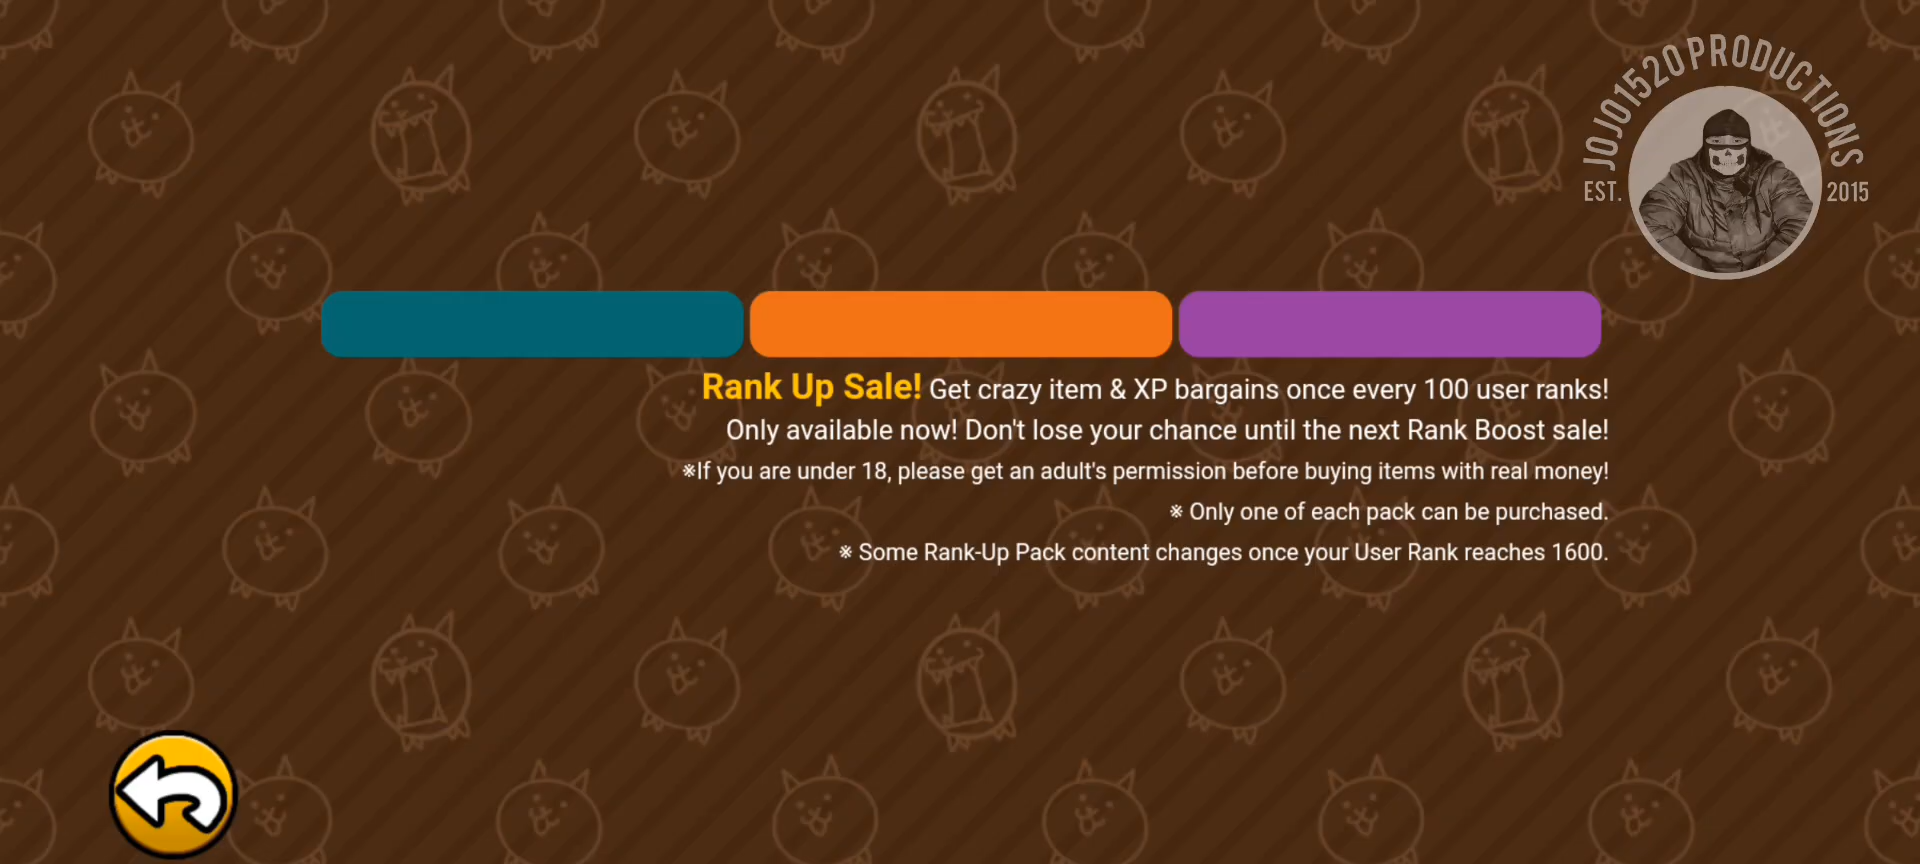 JOJO1520PRODUCTIONS
EST. 2015
Rank Up Sale! Get crazy item & XP bargains once every 100 user ranks!
Only available now! Don't lose your chance until the next Rank Boost sale!
※If you are under 18, please get an adult's permission before buying items with real money!
※ Only one of each pack can be purchased.
※ Some Rank-Up Pack content changes once your User Rank reaches 1600.